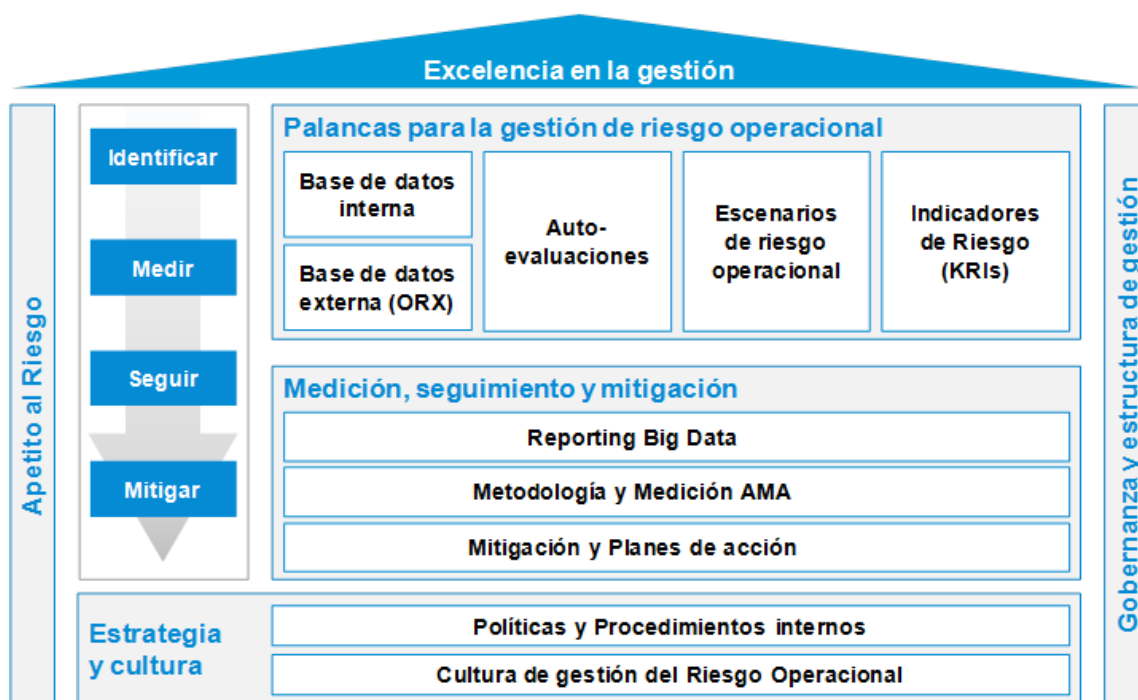 Excelencia en la gestión
Apetito al Riesgo
Identificar
Medir
Seguir
Mitigar
Palancas para la gestión de riesgo operacional
Base de datos
interna
Base de datos
externa (ORX)
Auto-
evaluaciones
Escenarios
de riesgo
operacional
Indicadores
de Riesgo
(KRIs)
Medición, seguimiento y mitigación
Reporting Big Data
Metodología y Medición AMA
Mitigación y Planes de acción
Estrategia
y cultura
Políticas y Procedimientos internos
Cultura de gestión del Riesgo Operacional
Gobernanza y estructura de gestión